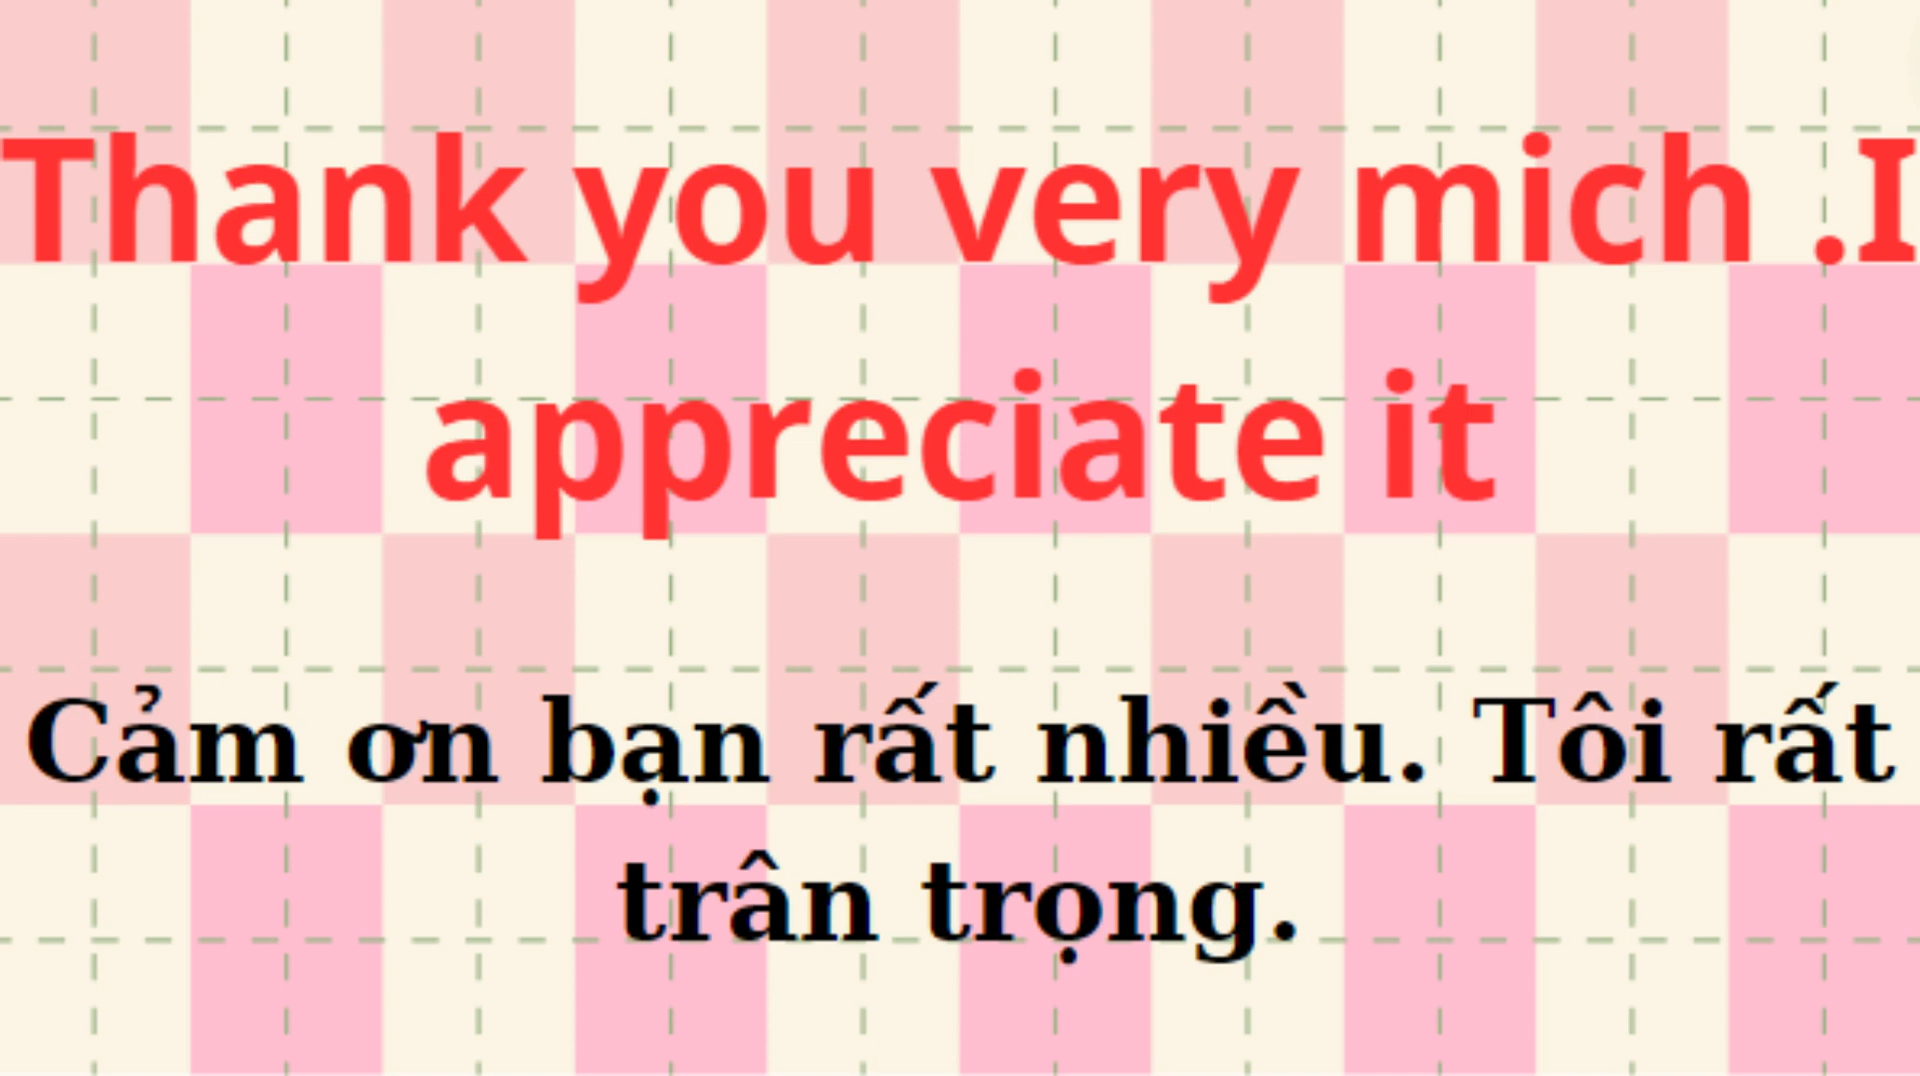 Thank you very mich .I
appreciate it
Cảm ơn bạn rất nhiều. Tôi rất
trân trọng.